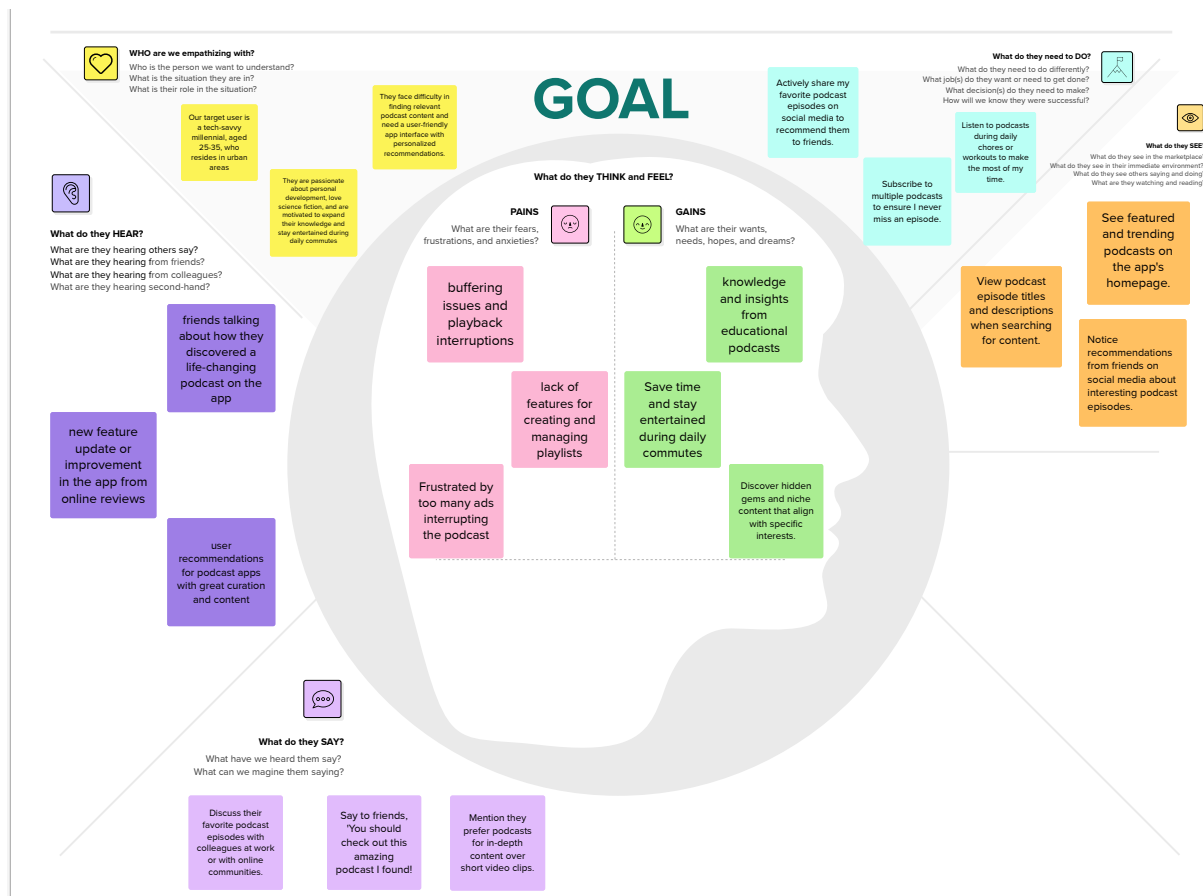 WHO are we empathizing with?
Who is the person we want to understand?
What is the situation they are in?
What is their role in the situation?
Our target user is
a tech-savvy
millennial, aged
25-35, who
resides in urban
areas
They are passionate
about personal
development, love
science fiction, and are
motivated to expand
their knowledge and
stay entertained during
daily commutes
They face difficulty in
finding relevant
podcast content and
need a user-friendly
app interface with
personalized
recommendations.
GOAL
What do they need to DO?
What do they need to do differently?
What job(s) do they want or need to get done?
What decision(s) do they need to make?
How will we know they were successful?
Actively share my
favorite podcast
episodes on
social media to
recommend them
to friends.
Subscribe to
multiple podcasts
to ensure I never
miss an episode.
Listen to podcasts
during daily
chores or
workouts to make
the most of my
time.
What do they SEE
What do they see in the marketplace
What do they see in their immediate environment?
What do they see others saying and doing
What are they watching and reading
See featured
and trending
podcasts on
the app's
homepage.
View podcast
episode titles
and descriptions
when searching
for content.
Notice
recommendations
from friends on
social media about
interesting podcast
episodes.
What do they HEAR?
What are they hearing others say?
What are they hearing from friends?
What are they hearing from colleagues?
What are they hearing second-hand?
friends talking
about how they
discovered a
life-changing
podcast on the
app
new feature
update or
improvement
in the app from
online reviews
user
recommendations
for podcast apps
with great curation
and content
What do they THINK and FEEL?
PAINS
What are their fears,
frustrations, and anxieties?
GAINS
What are their wants,
needs, hopes, and dreams?
buffering
issues and
playback
interruptions
lack of
features for
creating and
managing
playlists
Frustrated by
too many ads
interrupting
the podcast
knowledge
and insights
from
educational
podcasts
Save time
and stay
entertained
during daily
commutes
Discover hidden
gems and niche
content that align
with specific
interests.
What do they SAY?
What have we heard them say?
What can we magine them saying?
Discuss their
favorite podcast
episodes with
colleagues at work
or with online
communities.
Say to friends,
'You should
check out this
amazing
podcast I found!
Mention they
prefer podcasts
for in-depth
content over
short video clips.